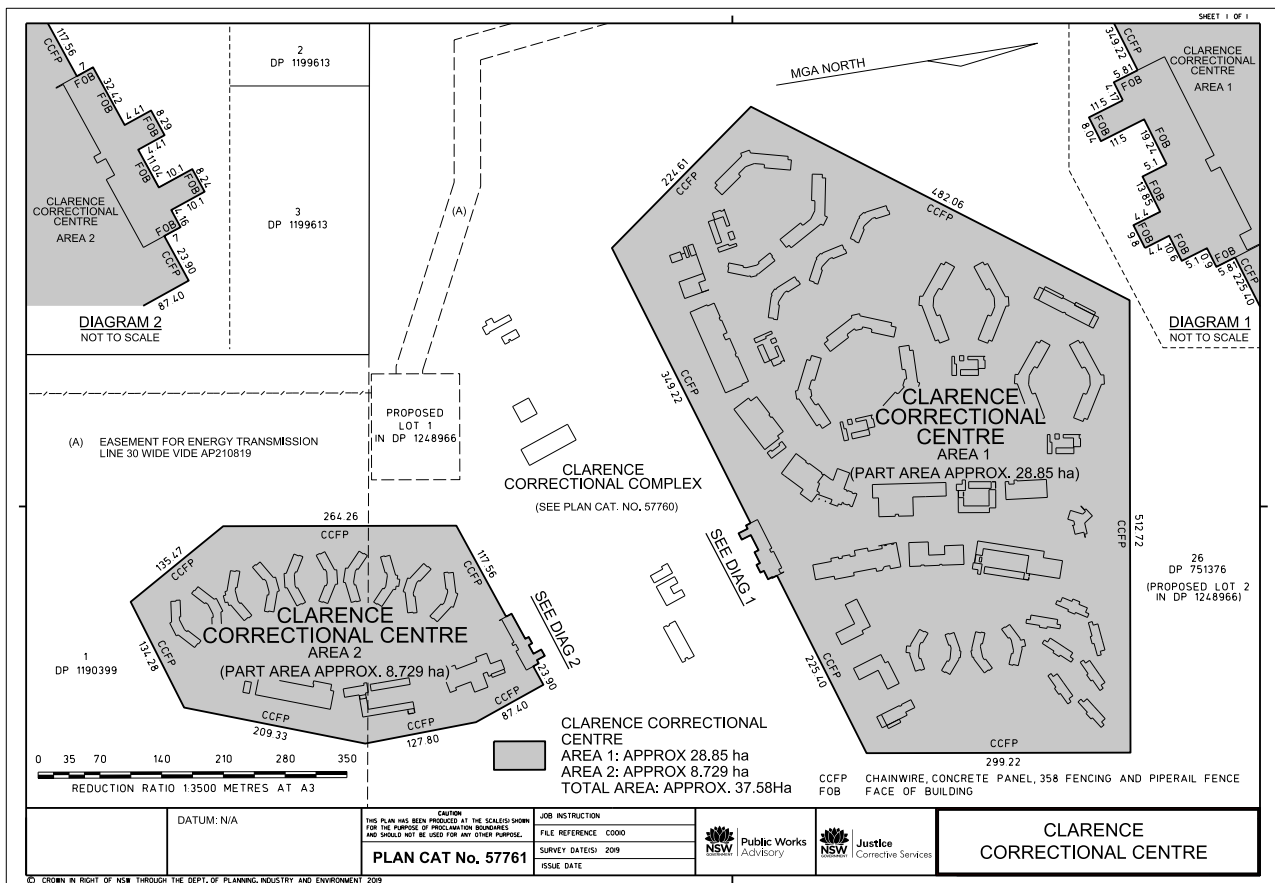 SHEET 1 OF 1
117.56
CCFP
7
FOB
FOB
32.42
4.41
8.29
FOB
4.41
11.04
FOB
10.1
8.24
FOB
10.1
4.16
FOB
7
23.90
CCFP
87.40
CLARENCE
CORRECTIONAL
CENTRE
AREA 2
DIAGRAM 2
NOT TO SCALE
2
DP 1199613
3
DP 1199613
(A)
MGA NORTH
349.22
CCFP
5.81
FOB
4.17
11.5
FOB
8.04
11.5
19.24
FOB
5.1
13.85
FOB
4.4
FOB
9.8
4.4
10.6
FOB
5.1
10.9
FOB
5.81
CCFP
225.40
CLARENCE
CORRECTIONAL
CENTRE
AREA 1
DIAGRAM 1
NOT TO SCALE
224.61
CCFP
482.06
CCFP
349.22
CCFP
PROPOSED
LOT 1
IN DP 1248966
(A) EASEMENT FOR ENERGY TRANSMISSION
LINE 30 WIDE VIDE AP210819
CLARENCE
CORRECTIONAL COMPLEX
(SEE PLAN CAT. NO. 57760)
CLARENCE
CORRECTIONAL
CENTRE
AREA 1
(PART AREA APPROX. 28.85 ha)
512.72
CCFP
26
DP 751376
(PROPOSED LOT 2
IN DP 1248966)
SEE DIAG 1
225.40
CCFP
CCFP
299.22
264.26
CCFP
135.47
CCFP
117.56
CCFP
SEE DIAG 2
134.28
CCFP
CLARENCE
CORRECTIONAL CENTRE
AREA 2
(PART AREA APPROX. 8.729 ha)
1
DP 1190399
23.90
87.40
CCFP
209.33
CCFP
127.80
0 35 70 140 210 280 350
REDUCTION RATIO 1:3500 METRES AT A3
CLARENCE CORRECTIONAL
CENTRE
AREA 1: APPROX 28.85 ha
AREA 2: APPROX 8.729 ha
TOTAL AREA: APPROX. 37.58Ha
CCFP CHAINWIRE, CONCRETE PANEL, 358 FENCING AND PIPERAIL FENCE
FOB FACE OF BUILDING
DATUM: N/A
CAUTION
THIS PLAN HAS BEEN PRODUCED AT THE SCALE(S) SHOWN
FOR THE PURPOSE OF PROCLAMATION BOUNDARIES
AND SHOULD NOT BE USED FOR ANY OTHER PURPOSE.
PLAN CAT No. 57761
JOB INSTRUCTION
FILE REFERENCE C0010
SURVEY DATE(S) 2019
ISSUE DATE
NSW
GOVERNMENT
Public Works
Advisory
NSW
GOVERNMENT
Justice
Corrective Services
CLARENCE
CORRECTIONAL CENTRE
© CROWN IN RIGHT OF NSW THROUGH THE DEPT. OF PLANNING, INDUSTRY AND ENVIRONMENT 2019